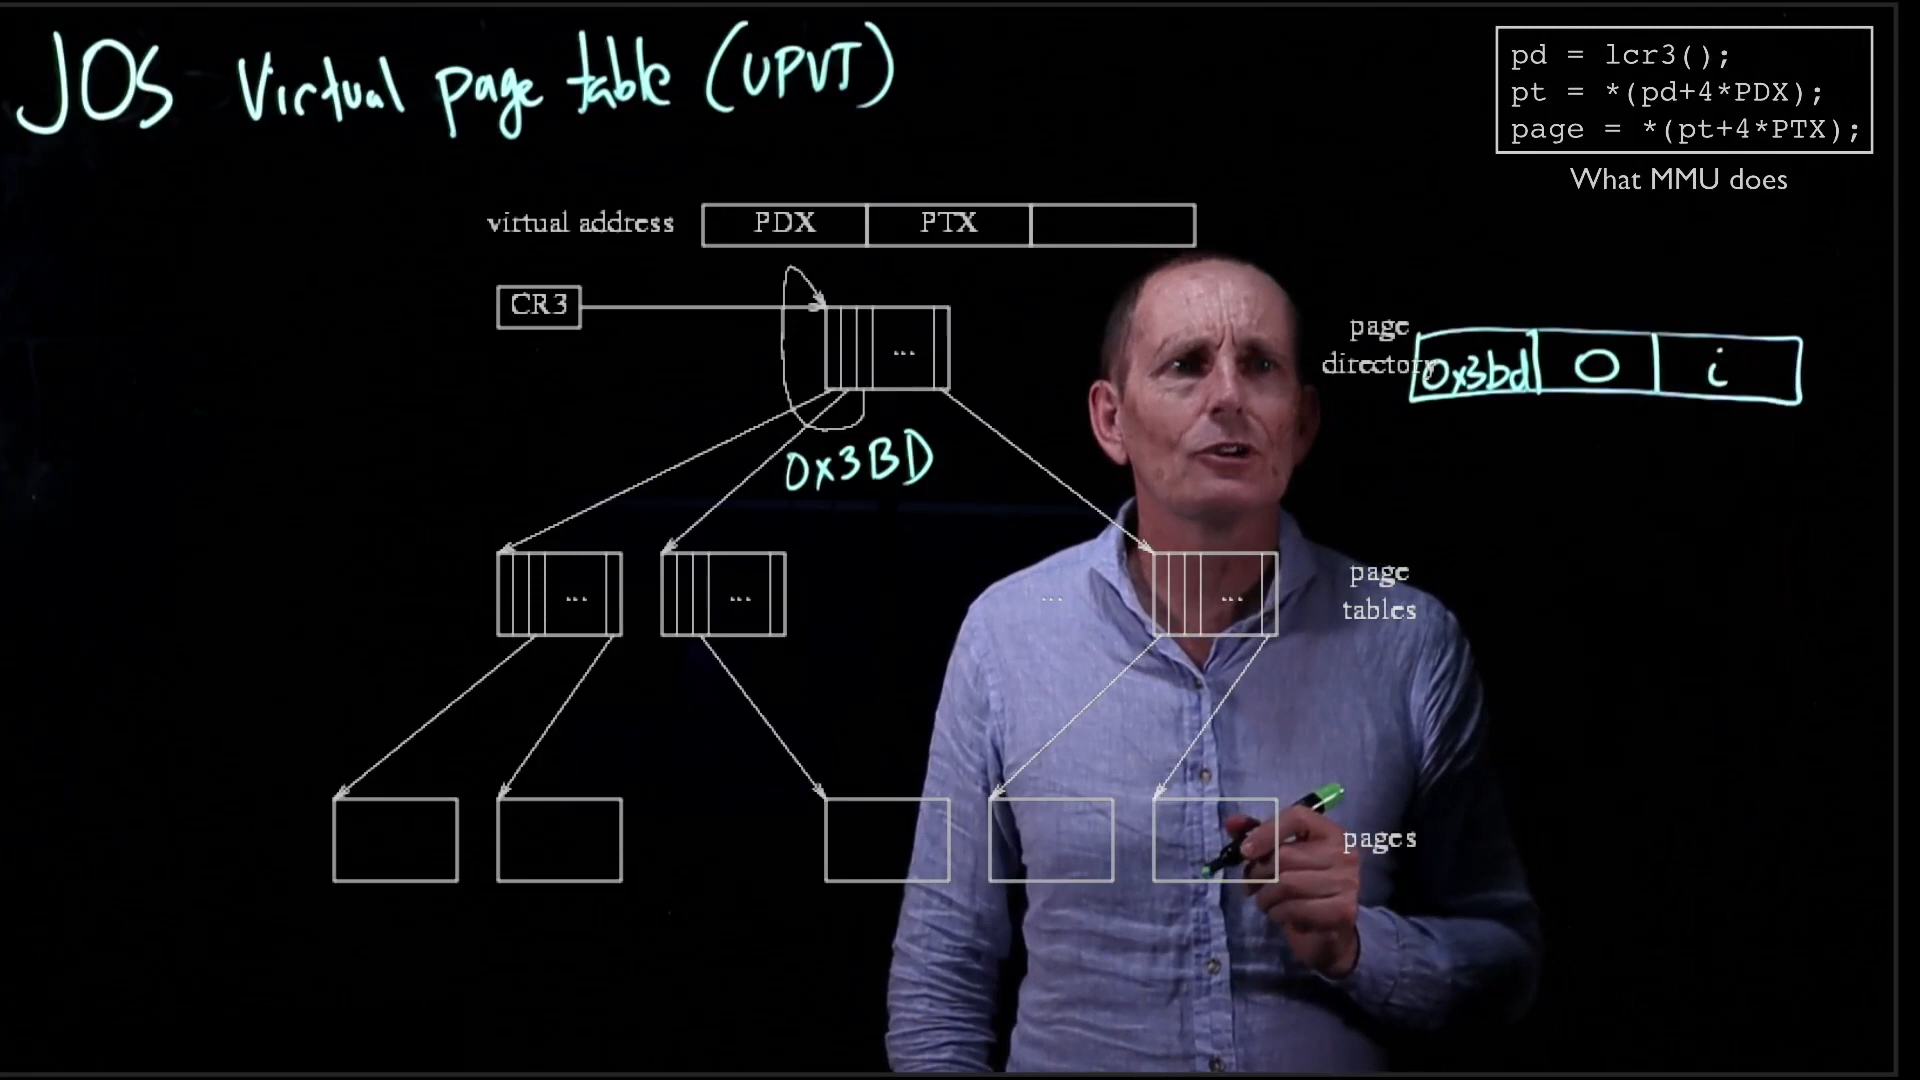 JOS Virtual page table (UPVT)
pd = lcr3();
pt = *(pd+4*PDX);
page = *(pt+4*PTX);
What MMU does
virtual address PDX PTX
CR3
...
page
directory
0x3bd 0 i
0x3BD
... ... ... ...
page
tables
pages